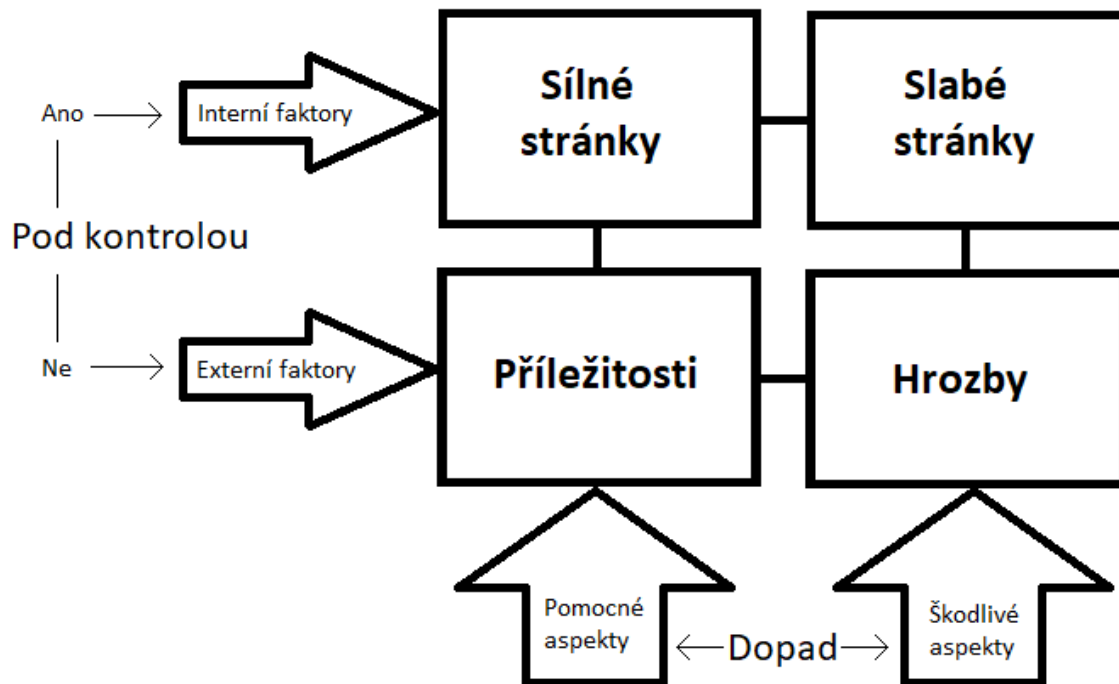 Sílné
stránky
Slabé
stránky
Ano
Interní faktory
Pod kontrolou
Ne
Externí faktory
Příležitosti
Hrozby
Pomocné
aspekty
Dopad
Škodlivé
aspekty